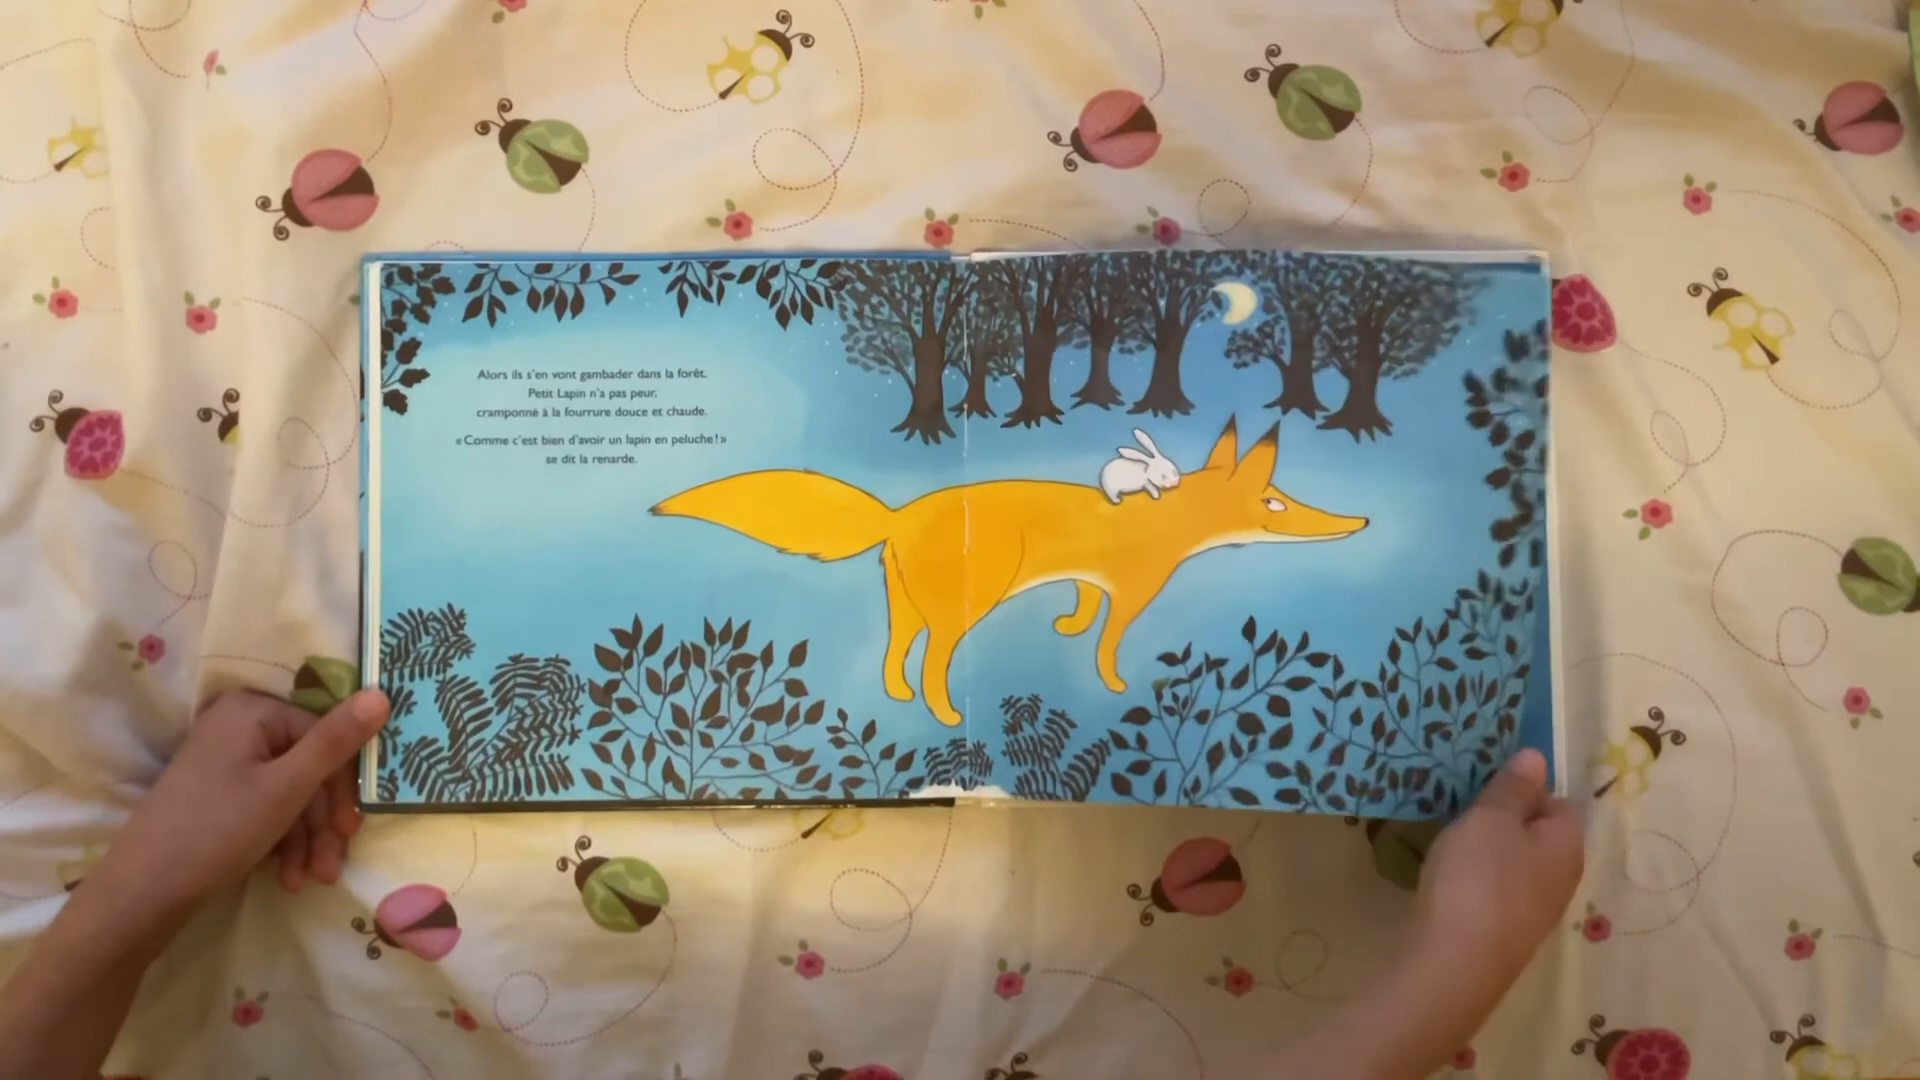 Alors ils s'en vont gambader dans la forêt.
Petit Lapin n'a pas peur,
cramponné à la fourrure douce et chaude.
«Comme c'est bien d'avoir un lapin en peluche!»
se dit la renarde.